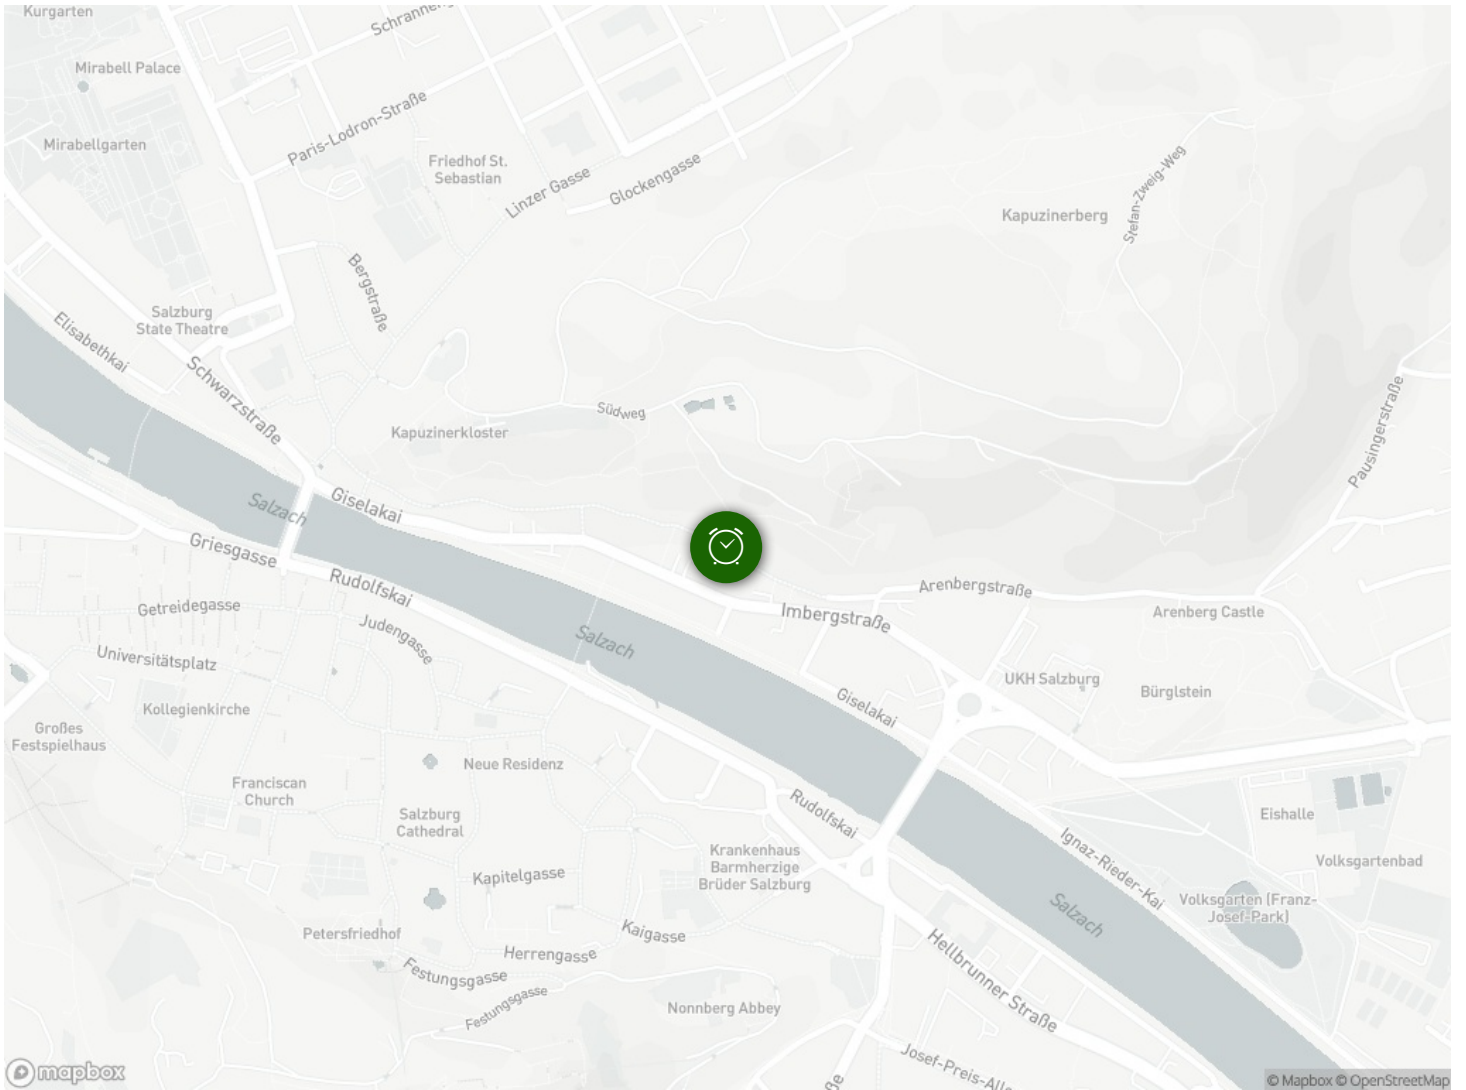 Kurgarten
Mirabell Palace
Mirabellgarten
Paris-Lodron-Straße
Friedhof St.
Sebastian
Linzer Gasse
Glockengasse
Kapuzinerberg
Stefan-Zweig-Weg
Bergstraße
Salzburg
State Theatre
Elisabethkai
Schwarzstraße
Südweg
Kapuzinerkloster
Pausingerstraße
Salzach
Giselakai
Griesgasse
Rudolfskai
Getreidegasse
Judengasse
Universitätsplatz
Salzach
Imbergstraße
Arenbergstraße
Arenberg Castle
UKH Salzburg
Bürglstein
Giselakai
Kollegienkirche
Großes
Festspielhaus
Neue Residenz
Franciscan
Church
Salzburg
Cathedral
Rudolfskai
Eishalle
Ignaz-Rieder-Kai
Volksgartenbad
Krankenhaus
Barmherzige
Brüder Salzburg
Kapitelgasse
Volksgarten (Franz-
Josef-Park)
Salzach
Petersfriedhof
Kaigasse
Herrengasse
Festungsgasse
Festungsgasse
Hellbrunner Straße
Nonnberg Abbey
Josef-Preis-Alle
mapbox
© Mapbox © OpenStreetMap